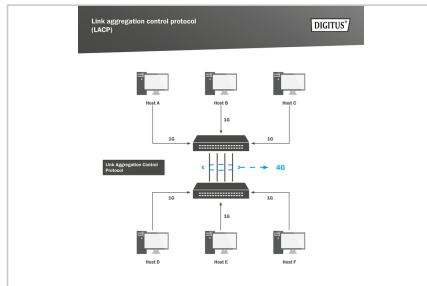 Link aggregation control protocol
(LACP)
DIGITUS®
Host A
Host B
Host C
1G
1G
1G
Link Aggregation Control
Protocol
4G
1G
1G
1G
Host D
Host E
Host F